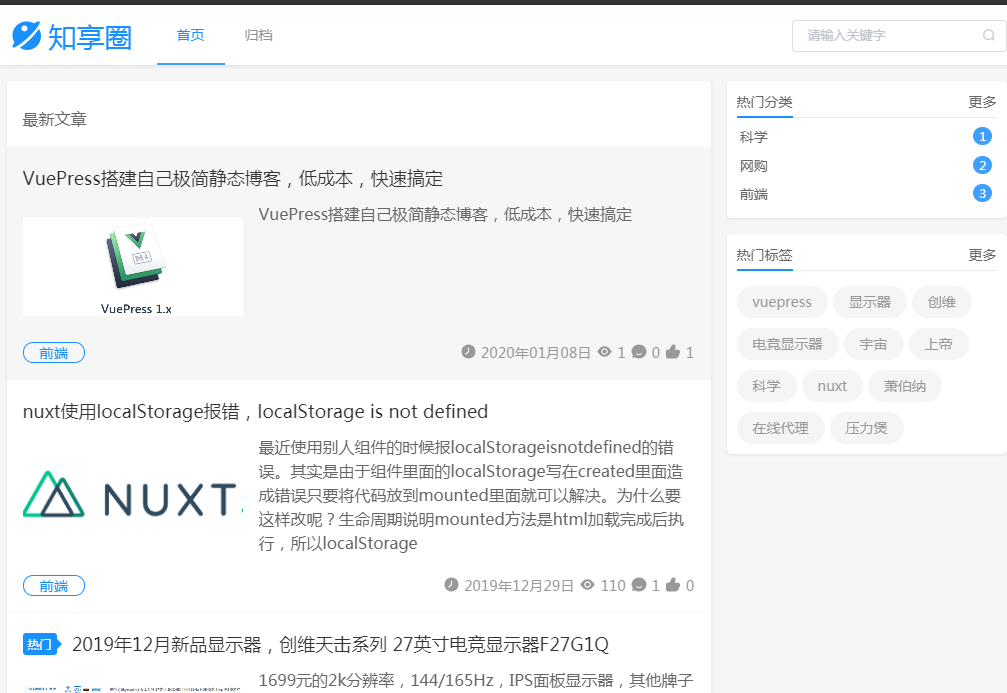 知享圈
首页
归档
请输入关键字
最新文章
VuePress搭建自己极简静态博客，低成本，快速搞定
VuePress搭建自己极简静态博客，低成本，快速搞定
M↓
VuePress 1.x
前端
2020年01月08日 1 0 1
nuxt使用localStorage报错，localStorage is not defined
最近使用别人组件的时候报localStorageisnotdefined的错
误。其实是由于组件里面的localStorage写在created里面造
成错误只要将代码放到mounted里面就可以解决。为什么要
这样改呢？生命周期说明mounted方法是html加载完成后执
行，所以localStorage
NUXT
前端
2019年12月29日 110 1 0
热门
2019年12月新品显示器，创维天击系列 27英寸电竞显示器F27G1Q
1699元的2k分辨率，144/165Hz，IPS面板显示器，其他牌子
热门分类 更多
科学 1
网购 2
前端 3
热门标签 更多
vuepress 显示器 创维
电竞显示器 宇宙 上帝
科学 nuxt 萧伯纳
在线代理 压力煲